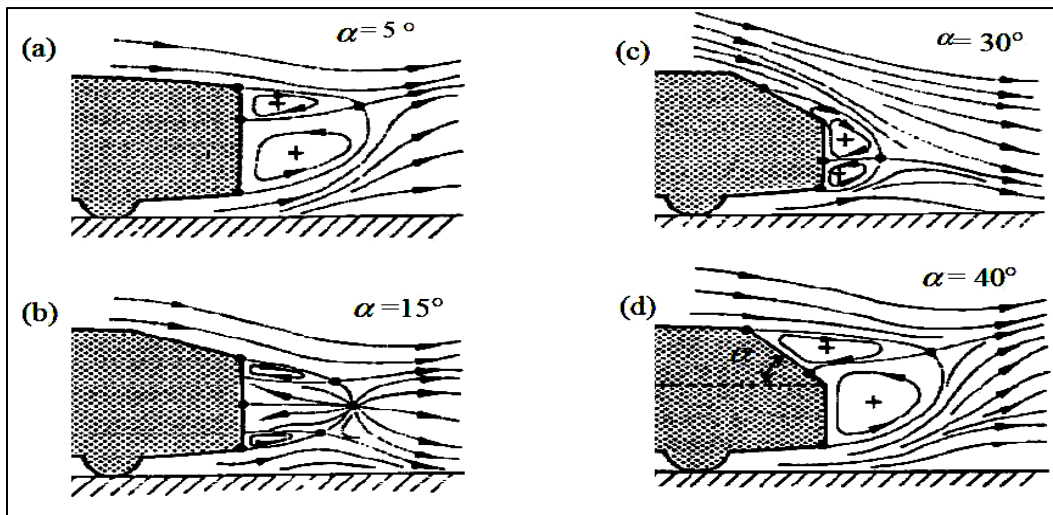 (a) α = 5 °
(b) α =15°
(c) α= 30°
(d) α = 40°
α